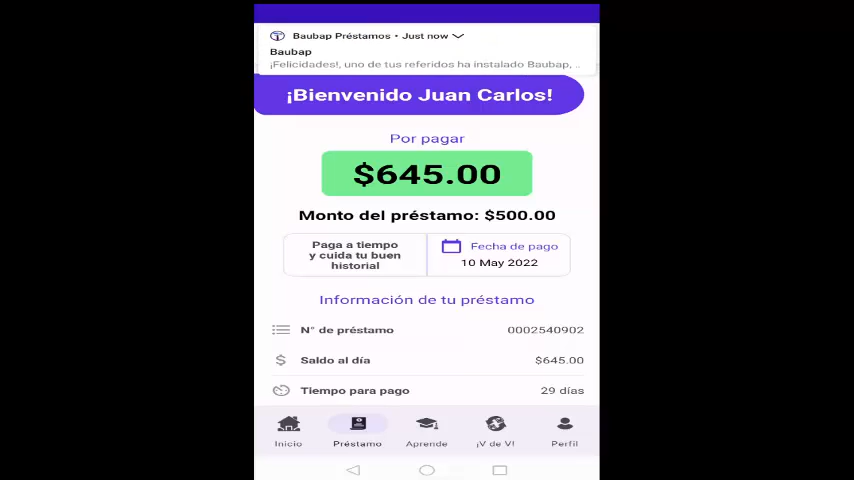 Baubap Préstamos • Just now
Baubap
¡Felicidades!, uno de tus referidos ha instalado Baubap, ..
¡Bienvenido Juan Carlos!
Por pagar
$645.00
Monto del préstamo: $500.00
Paga a tiempo
y cuida tu buen
historial
Fecha de pago
10 May 2022
Información de tu préstamo
N° de préstamo 0002540902
Saldo al día $645.00
Tiempo para pago 29 días
Inicio Préstamo Aprende ¡V de V! Perfil